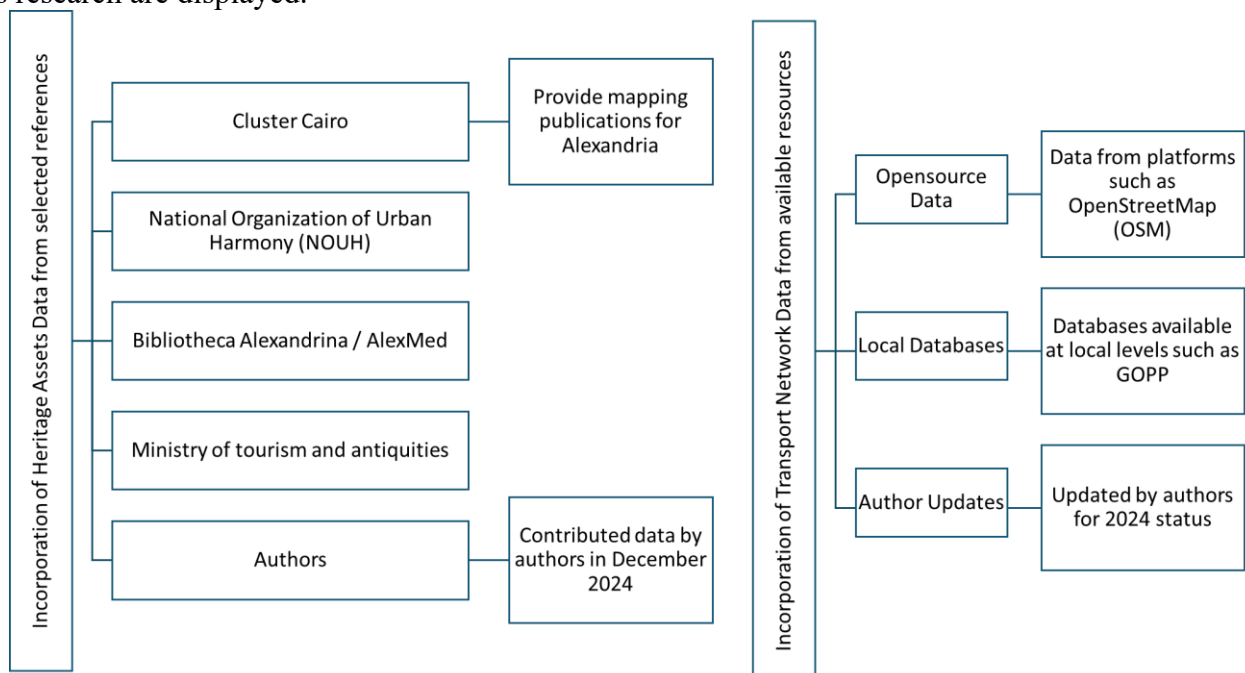 s research are displayed.
Incorporation of Heritage Assets Data from selected references
Cluster Cairo
Provide mapping
publications for
Alexandria
National Organization of Urban
Harmony (NOUH)
Bibliotheca Alexandrina / AlexMed
Ministry of tourism and antiquities
Authors
Contributed data by
authors in December
2024
Incorporation of Transport Network Data from available resources
Opensource
Data
Data from platforms
such as
OpenStreetMap
(OSM)
Local Databases
Databases available
at local levels such as
GOPP
Author Updates
Updated by authors
for 2024 status